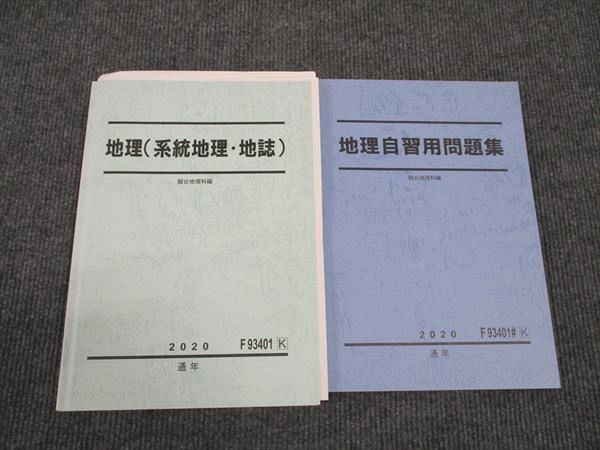 地理（系統地理・地誌）
駿台地理科編
2020 F93401 K
通年
地理自習用問題集
駿台地理科編
2020 F93401# K
通年